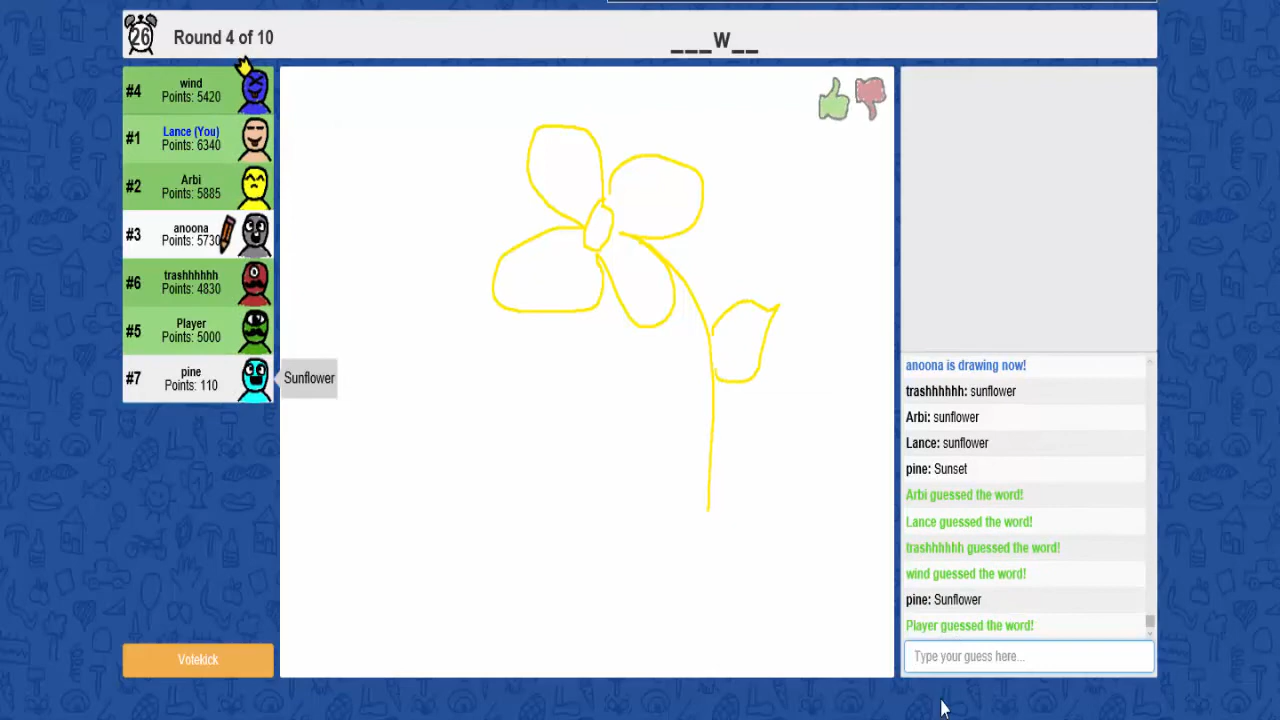 26
Round 4 of 10
___W__
#4
wind
Points: 5420
#1
Lance (You)
Points: 6340
#2
Arbi
Points: 5885
#3
anoona
Points: 5730
#6
trashhhhhh
Points: 4830
#5
Player
Points: 5000
#7
pine
Points: 110
Sunflower
Votekick
anoona is drawing now!
trashhhhhh: sunflower
Arbi: sunflower
Lance: sunflower
pine: Sunset
Arbi guessed the word!
Lance guessed the word!
trashhhhhh guessed the word!
wind guessed the word!
pine: Sunflower
Player guessed the word!
Type your guess here...